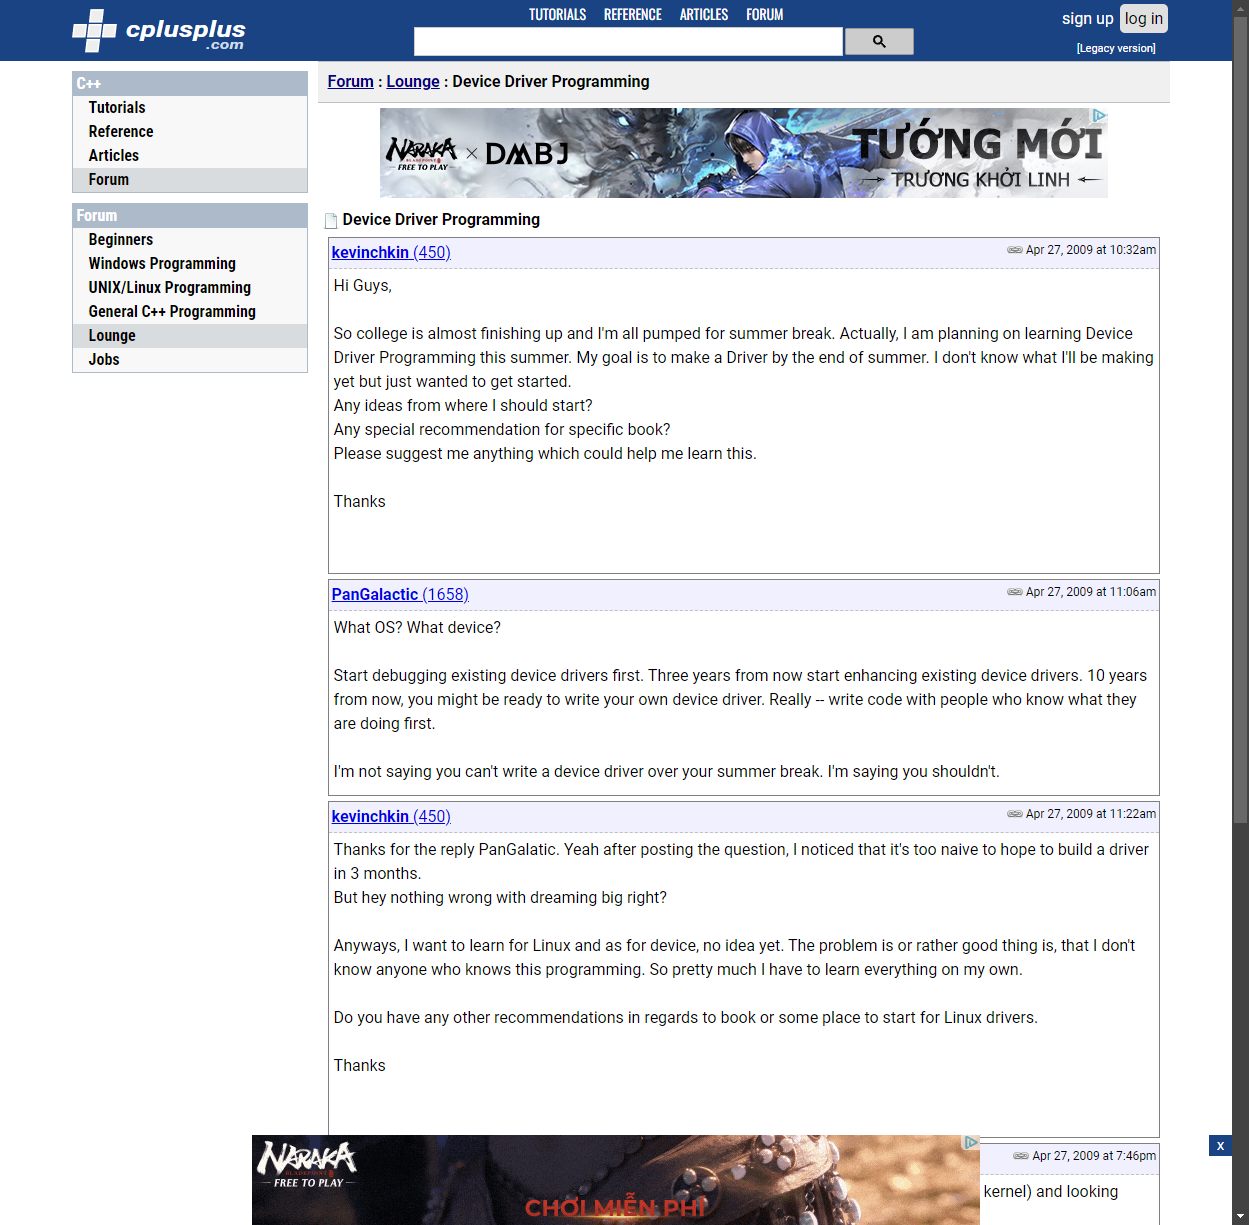 cplusplus
.com
TUTORIALS REFERENCE ARTICLES FORUM
sign up log in
[Legacy version]
C++
Tutorials
Reference
Articles
Forum
Forum
Beginners
Windows Programming
UNIX/Linux Programming
General C++ Programming
Lounge
Jobs
Forum : Lounge : Device Driver Programming
NARAKA
BLADEPOINT
FREE TO PLAY
× DMBJ
TƯỚNG MỚI
TRƯƠNG KHỞI LINH
Device Driver Programming
kevinchkin (450) Apr 27, 2009 at 10:32am
Hi Guys,
So college is almost finishing up and I'm all pumped for summer break. Actually, I am planning on learning Device
Driver Programming this summer. My goal is to make a Driver by the end of summer. I don't know what I'll be making
yet but just wanted to get started.
Any ideas from where I should start?
Any special recommendation for specific book?
Please suggest me anything which could help me learn this.
Thanks
PanGalactic (1658) Apr 27, 2009 at 11:06am
What OS? What device?
Start debugging existing device drivers first. Three years from now start enhancing existing device drivers. 10 years
from now, you might be ready to write your own device driver. Really -- write code with people who know what they
are doing first.
I'm not saying you can't write a device driver over your summer break. I'm saying you shouldn't.
kevinchkin (450) Apr 27, 2009 at 11:22am
Thanks for the reply PanGalatic. Yeah after posting the question, I noticed that it's too naive to hope to build a driver
in 3 months.
But hey nothing wrong with dreaming big right?
Anyways, I want to learn for Linux and as for device, no idea yet. The problem is or rather good thing is, that I don't
know anyone who knows this programming. So pretty much I have to learn everything on my own.
Do you have any other recommendations in regards to book or some place to start for Linux drivers.
Thanks
Apr 27, 2009 at 7:46pm
kernel) and looking
NARAKA
BLADEPOINT
FREE TO PLAY
CHƠI MIỄN PHÍ
x